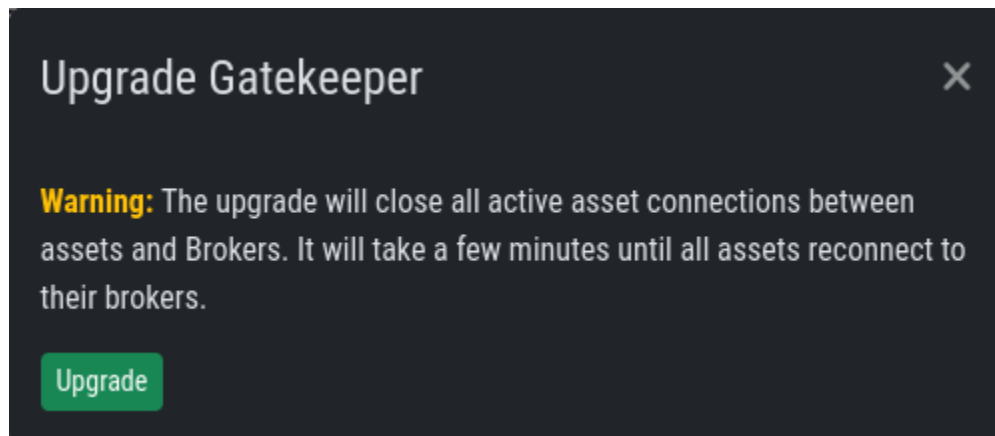 Upgrade Gatekeeper
Warning: The upgrade will close all active asset connections between
assets and Brokers. It will take a few minutes until all assets reconnect to
their brokers.
Upgrade